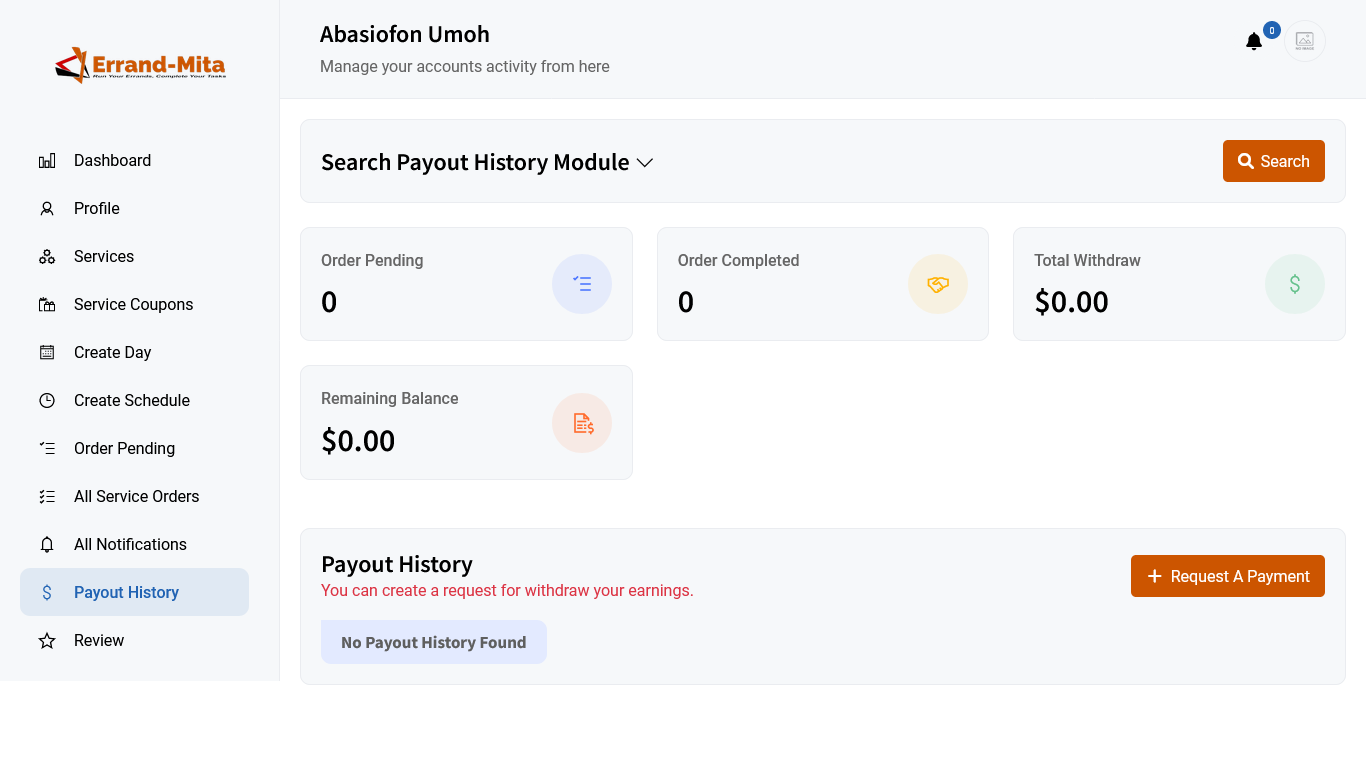 Errand-Mita
Run Your Errands, Complete Your Tasks
Dashboard
Profile
Services
Service Coupons
Create Day
Create Schedule
Order Pending
All Service Orders
All Notifications
Payout History
Review
Abasiofon Umoh
Manage your accounts activity from here
0
NO IMAGE
Search Payout History Module
Search
Order Pending
0
Order Completed
0
Total Withdraw
$0.00
Remaining Balance
$0.00
Payout History
You can create a request for withdraw your earnings.
Request A Payment
No Payout History Found